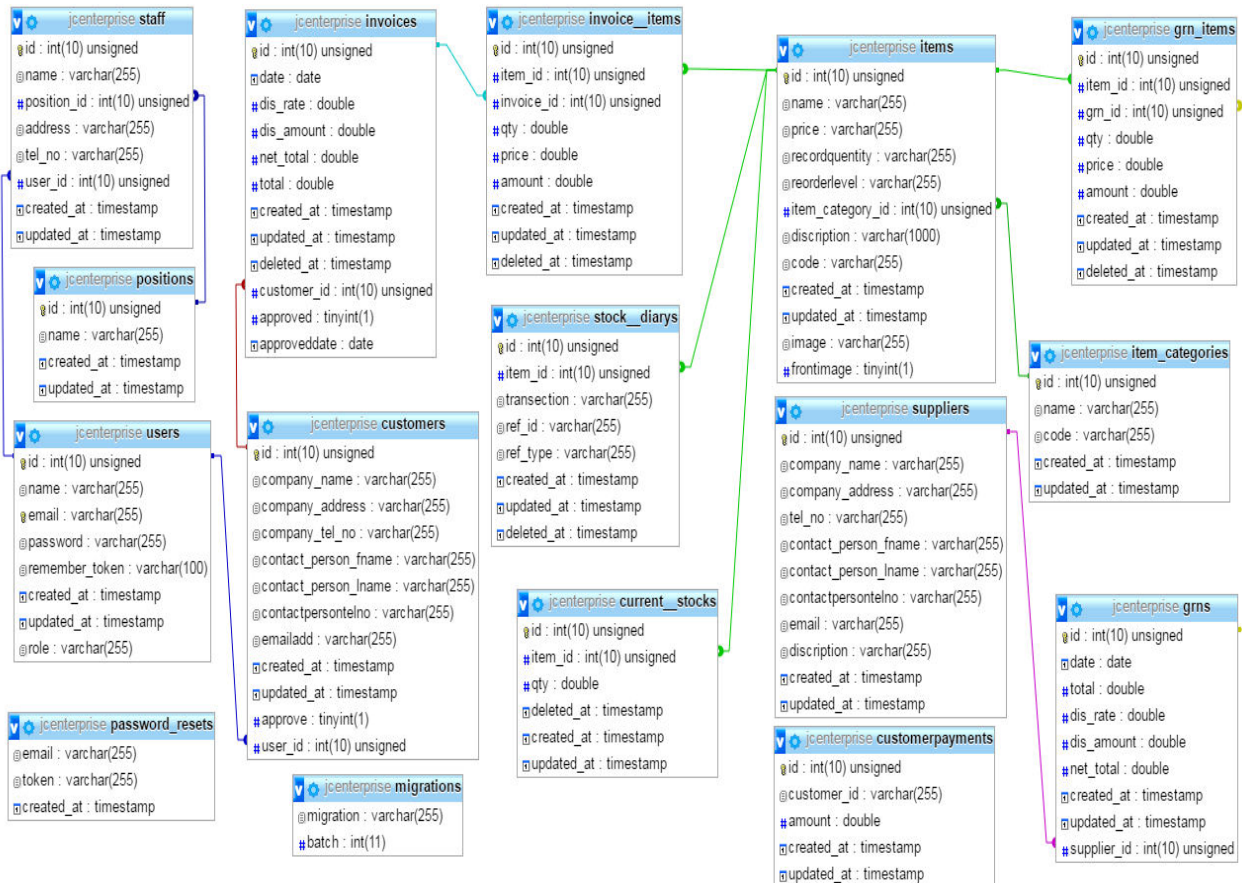 jcenterprise staff
id : int(10) unsigned
name : varchar(255)
position_id : int(10) unsigned
address : varchar(255)
tel_no : varchar(255)
user_id : int(10) unsigned
created_at : timestamp
updated_at : timestamp
jcenterprise positions
id : int(10) unsigned
name : varchar(255)
created_at : timestamp
updated_at : timestamp
jcenterprise users
id : int(10) unsigned
name : varchar(255)
email : varchar(255)
password : varchar(255)
remember_token : varchar(100)
created_at : timestamp
updated_at : timestamp
role : varchar(255)
jcenterprise password_resets
email : varchar(255)
token : varchar(255)
created_at : timestamp
jcenterprise invoices
id : int(10) unsigned
date : date
dis_rate : double
dis_amount : double
net_total : double
total : double
created_at : timestamp
updated_at : timestamp
deleted_at : timestamp
customer_id : int(10) unsigned
approved : tinyint(1)
approveddate : date
jcenterprise customers
id : int(10) unsigned
company_name : varchar(255)
company_address : varchar(255)
company_tel_no : varchar(255)
contact_person_fname : varchar(255)
contact_person_lname : varchar(255)
contactpersontelno : varchar(255)
emailadd : varchar(255)
created_at : timestamp
updated_at : timestamp
approve : tinyint(1)
user_id : int(10) unsigned
jcenterprise migrations
migration : varchar(255)
batch : int(11)
jcenterprise invoice__items
id : int(10) unsigned
item_id : int(10) unsigned
invoice_id : int(10) unsigned
qty : double
price : double
amount : double
created_at : timestamp
updated_at : timestamp
deleted_at : timestamp
jcenterprise stock__diarys
id : int(10) unsigned
item_id : int(10) unsigned
transection : varchar(255)
ref_id : varchar(255)
ref_type : varchar(255)
created_at : timestamp
updated_at : timestamp
deleted_at : timestamp
jcenterprise current__stocks
id : int(10) unsigned
item_id : int(10) unsigned
qty : double
deleted_at : timestamp
created_at : timestamp
updated_at : timestamp
jcenterprise items
id : int(10) unsigned
name : varchar(255)
price : varchar(255)
recordquentity : varchar(255)
reorderlevel : varchar(255)
item_category_id : int(10) unsigned
discription : varchar(1000)
code : varchar(255)
created_at : timestamp
updated_at : timestamp
image : varchar(255)
frontimage : tinyint(1)
jcenterprise suppliers
id : int(10) unsigned
company_name : varchar(255)
company_address : varchar(255)
tel_no : varchar(255)
contact_person_fname : varchar(255)
contact_person_lname : varchar(255)
contactpersontelno : varchar(255)
email : varchar(255)
discription : varchar(255)
created_at : timestamp
updated_at : timestamp
jcenterprise customerpayments
id : int(10) unsigned
customer_id : varchar(255)
amount : double
created_at : timestamp
updated_at : timestamp
jcenterprise grn_items
id : int(10) unsigned
item_id : int(10) unsigned
grn_id : int(10) unsigned
qty : double
price : double
amount : double
created_at : timestamp
updated_at : timestamp
deleted_at : timestamp
jcenterprise item_categories
id : int(10) unsigned
name : varchar(255)
code : varchar(255)
created_at : timestamp
updated_at : timestamp
jcenterprise grns
id : int(10) unsigned
date : date
total : double
dis_rate : double
dis_amount : double
net_total : double
created_at : timestamp
updated_at : timestamp
supplier_id : int(10) unsigned